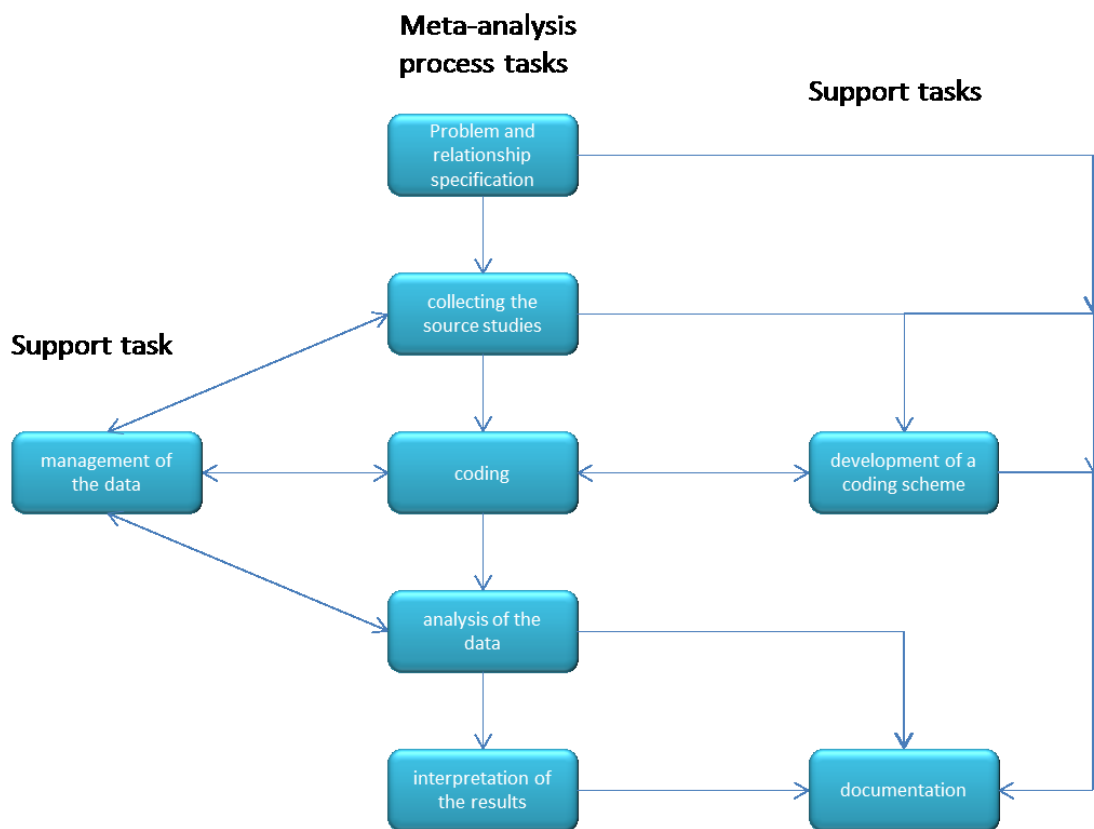 Meta-analysis
process tasks
Support tasks
Problem and
relationship
specification
collecting the
source studies
Support task
management of
the data
coding
development of a
coding scheme
analysis of the
data
interpretation of
the results
documentation